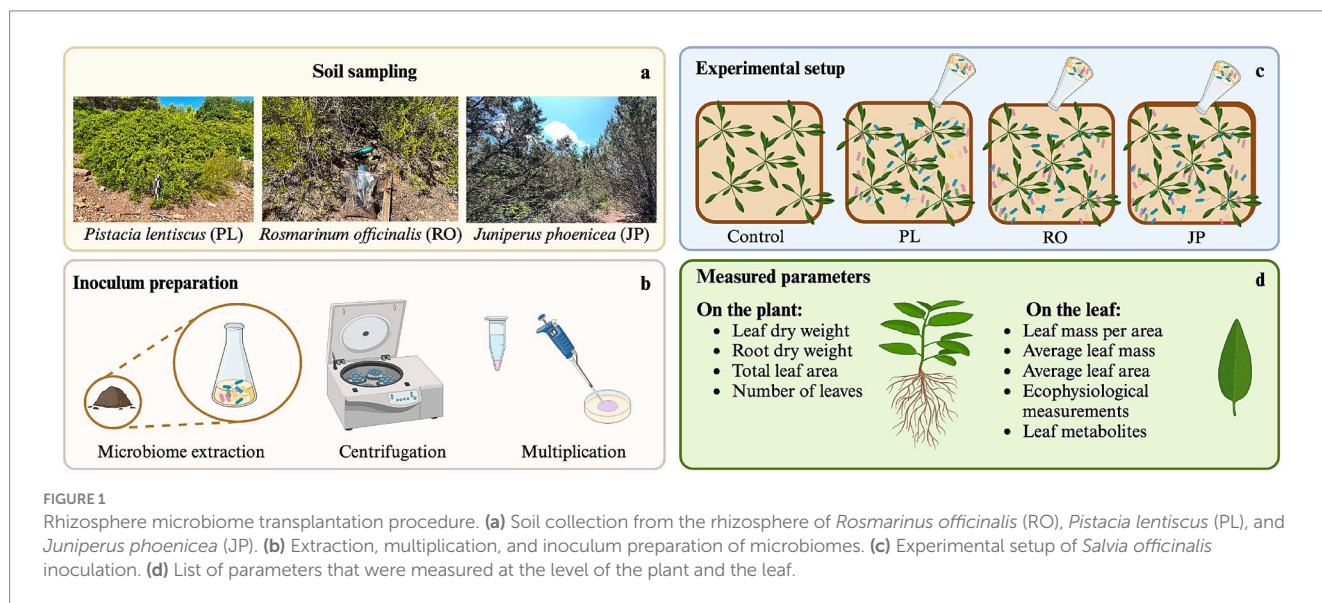 Soil sampling
a
Pistacia lentiscus (PL)
Rosmarinum officinalis (RO)
Juniperus phoenicea (JP)
Inoculum preparation
b
Microbiome extraction
Centrifugation
Multiplication
Experimental setup
c
Control
PL
RO
JP
Measured parameters
d
On the plant:
• Leaf dry weight
• Root dry weight
• Total leaf area
• Number of leaves
On the leaf:
• Leaf mass per area
• Average leaf mass
• Average leaf area
• Ecophysiological
measurements
• Leaf metabolites
FIGURE 1
Rhizosphere microbiome transplantation procedure. (a) Soil collection from the rhizosphere of Rosmarinus officinalis (RO), Pistacia lentiscus (PL), and
Juniperus phoenicea (JP). (b) Extraction, multiplication, and inoculum preparation of microbiomes. (c) Experimental setup of Salvia officinalis
inoculation. (d) List of parameters that were measured at the level of the plant and the leaf.